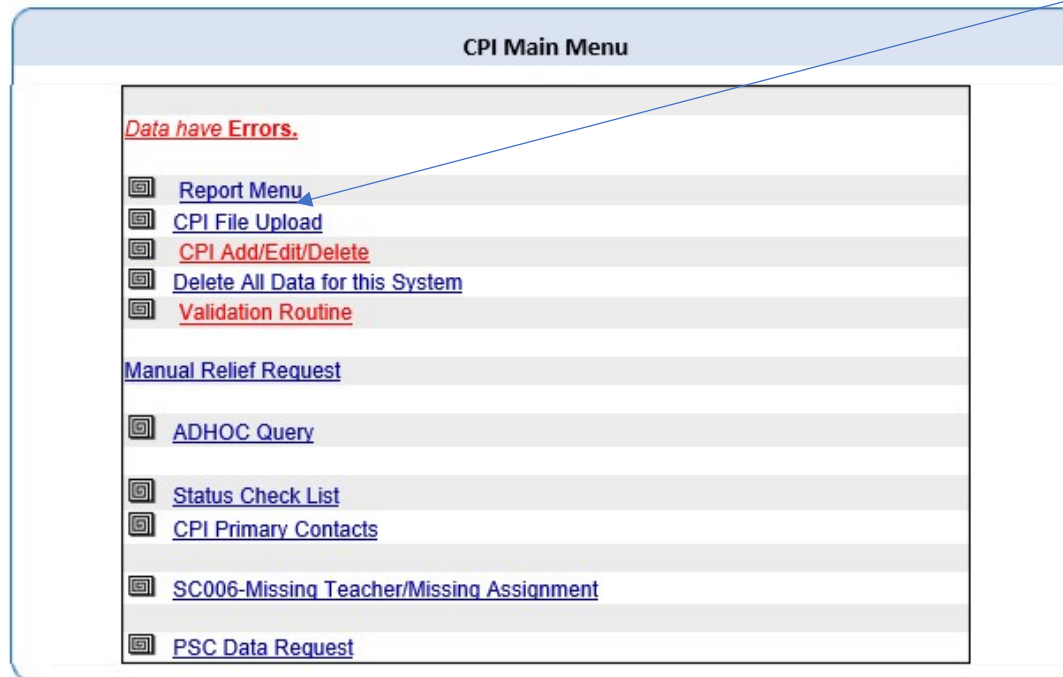 CPI Main Menu
Data have Errors.
Report Menu
CPI File Upload
CPI Add/Edit/Delete
Delete All Data for this System
Validation Routine
Manual Relief Request
ADHOC Query
Status Check List
CPI Primary Contacts
SC006-Missing Teacher/Missing Assignment
PSC Data Request